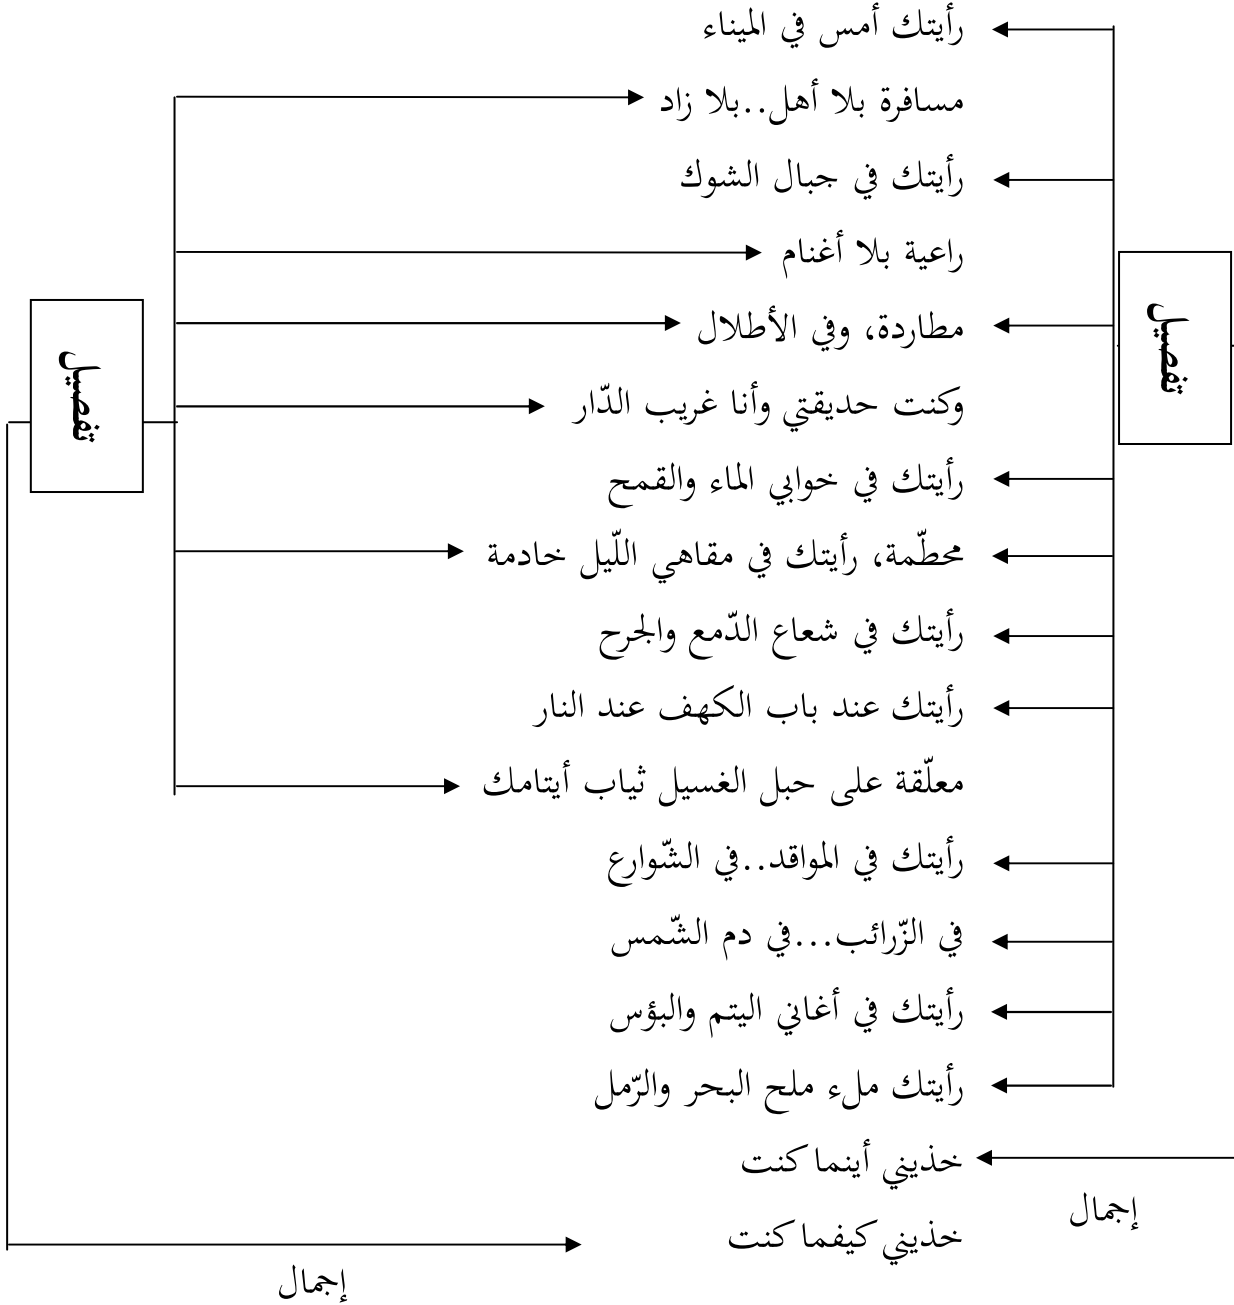 رأيتك أمس في الميناء
مسافرة بلا أهل..بلا زاد
رأيتك في جبال الشوك
راعية بلا أغنام
تفصيل
مطاردة، وفي الأطلال
تفصيل
وكنت حديقتي وأنا غريب الدّار
رأيتك في خوابي الماء والقمح
محطّمة، رأيتك في مقاهي اللّيل خادمة
رأيتك في شعاع الدّمع والجرح
رأيتك عند باب الكهف عند النار
معلّقة على حبل الغسيل ثياب أيتامك
رأيتك في المواقد..في الشّوارع
في الزّرائب...في دم الشّمس
رأيتك في أغاني اليتم والبؤس
رأيتك ملء ملح البحر والرّمل
خذيني أينما كنت
إجمال
خذيني كيفما كنت
إجمال